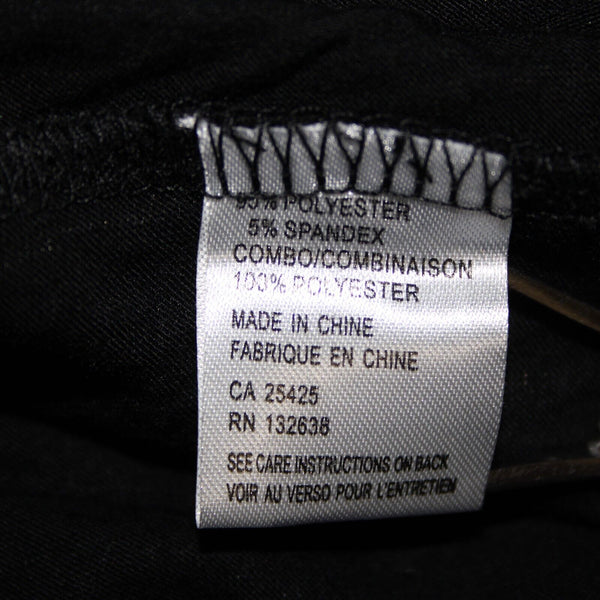 95% POLYESTER
5% SPANDEX
COMBO/COMBINAISON
100% POLYESTER
MADE IN CHINE
FABRIQUE EN CHINE
CA 25425
RN 132638
SEE CARE INSTRUCTIONS ON BACK
VOIR AU VERSO POUR L'ENTRETIEN